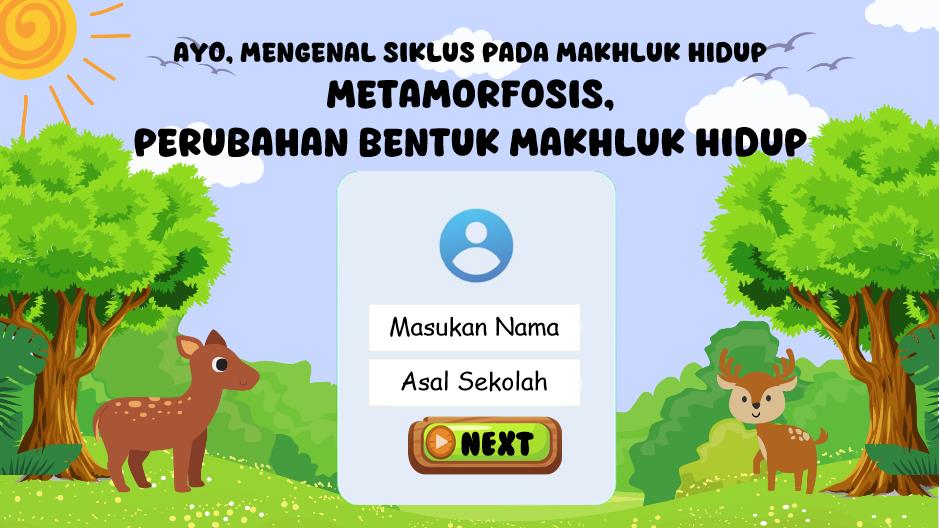 AYO, MENGENAL SIKLUS PADA MAKHLUK HIDUP
METAMORFOSIS,
PERUBAHAN BENTUK MAKHLUK HIDUP
Masukan Nama
Asal Sekolah
NEXT